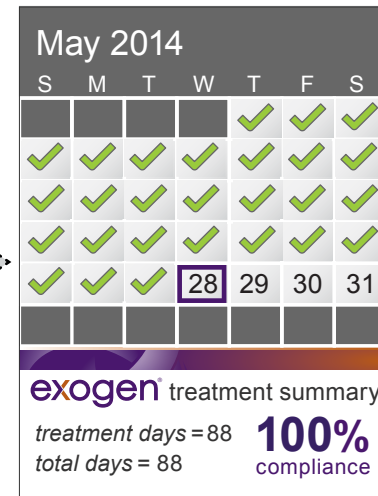 May 2014
S M T W T F S
28 29 30 31
exogen® treatment summary
treatment days = 88
total days = 88
100%
compliance